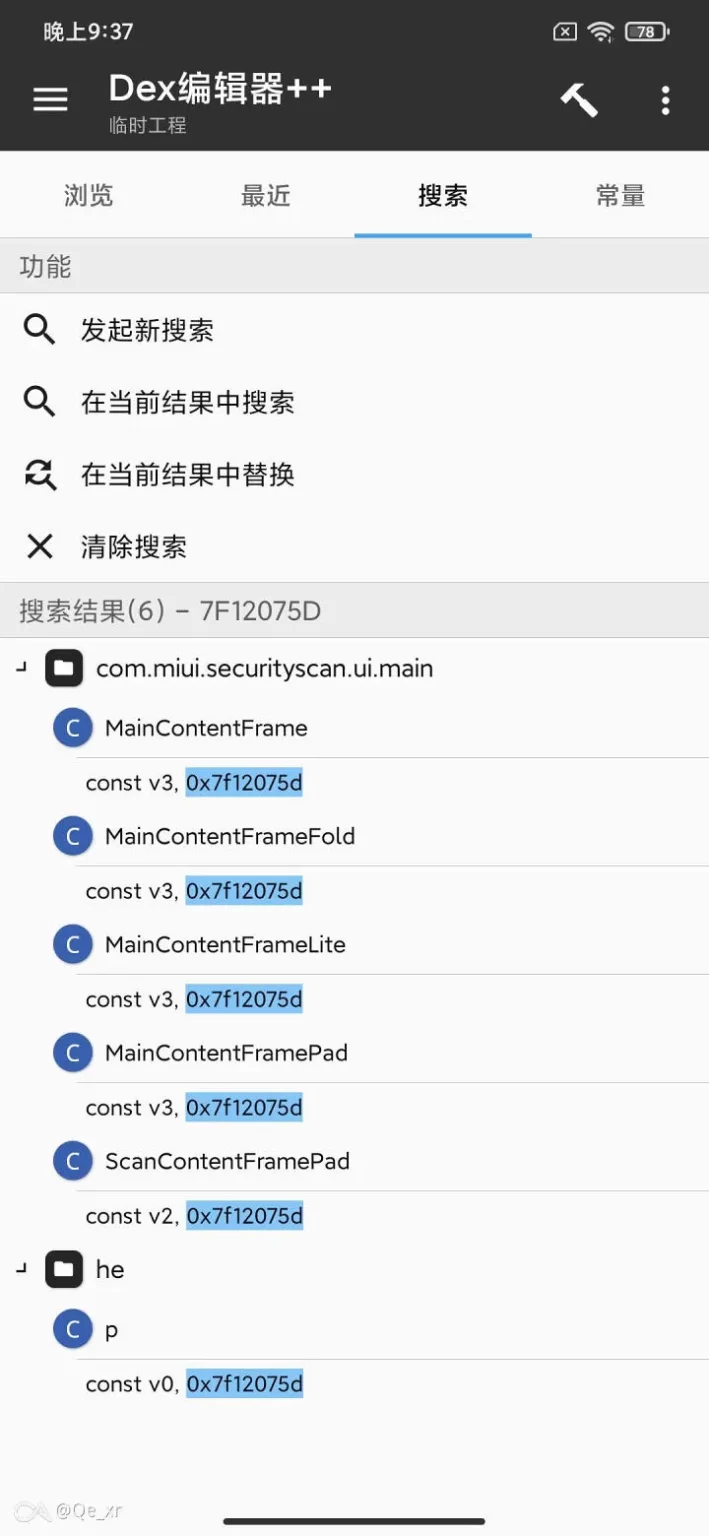 晚上9:37
78
Dex编辑器++
临时工程
浏览 最近 搜索 常量
功能
发起新搜索
在当前结果中搜索
在当前结果中替换
清除搜索
搜索结果(6) – 7F12075D
com.miui.securityscan.ui.main
C MainContentFrame
const v3, 0x7f12075d
C MainContentFrameFold
const v3, 0x7f12075d
C MainContentFrameLite
const v3, 0x7f12075d
C MainContentFramePad
const v3, 0x7f12075d
C ScanContentFramePad
const v2, 0x7f12075d
he
C p
const v0, 0x7f12075d
@Qe_xr